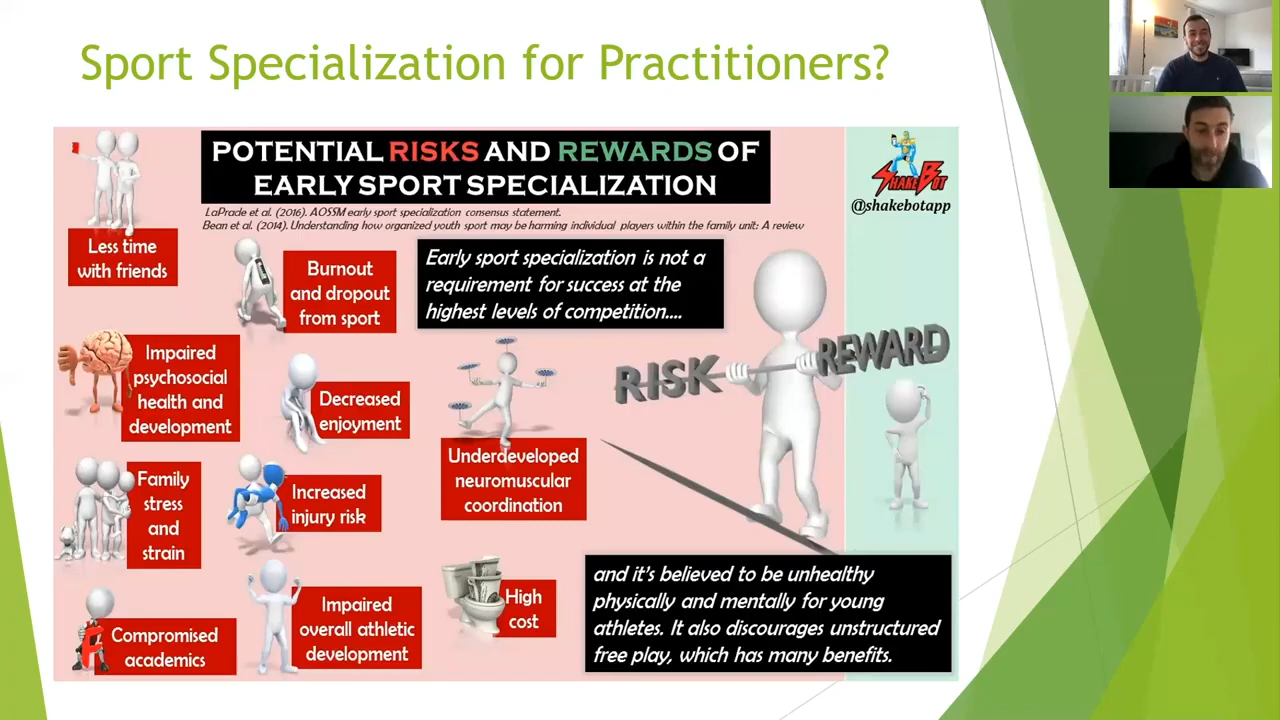 Sport Specialization for Practitioners?
POTENTIAL RISKS AND REWARDS OF
EARLY SPORT SPECIALIZATION
LaPrade et al. (2016). AOSSM early sport specialization consensus statement.
Bean et al. (2014). Understanding how organized youth sport may be harming individual players within the family unit: A review
SHAKEBOT
@shakebotapp
Less time
with friends
Burnout
and dropout
from sport
Early sport specialization is not a
requirement for success at the
highest levels of competition....
RISK
REWARD
Impaired
psychosocial
health and
development
Decreased
enjoyment
Underdeveloped
neuromuscular
coordination
Family
stress
and
strain
Increased
injury risk
Compromised
academics
F
Impaired
overall athletic
development
High
cost
and it's believed to be unhealthy
physically and mentally for young
athletes. It also discourages unstructured
free play, which has many benefits.